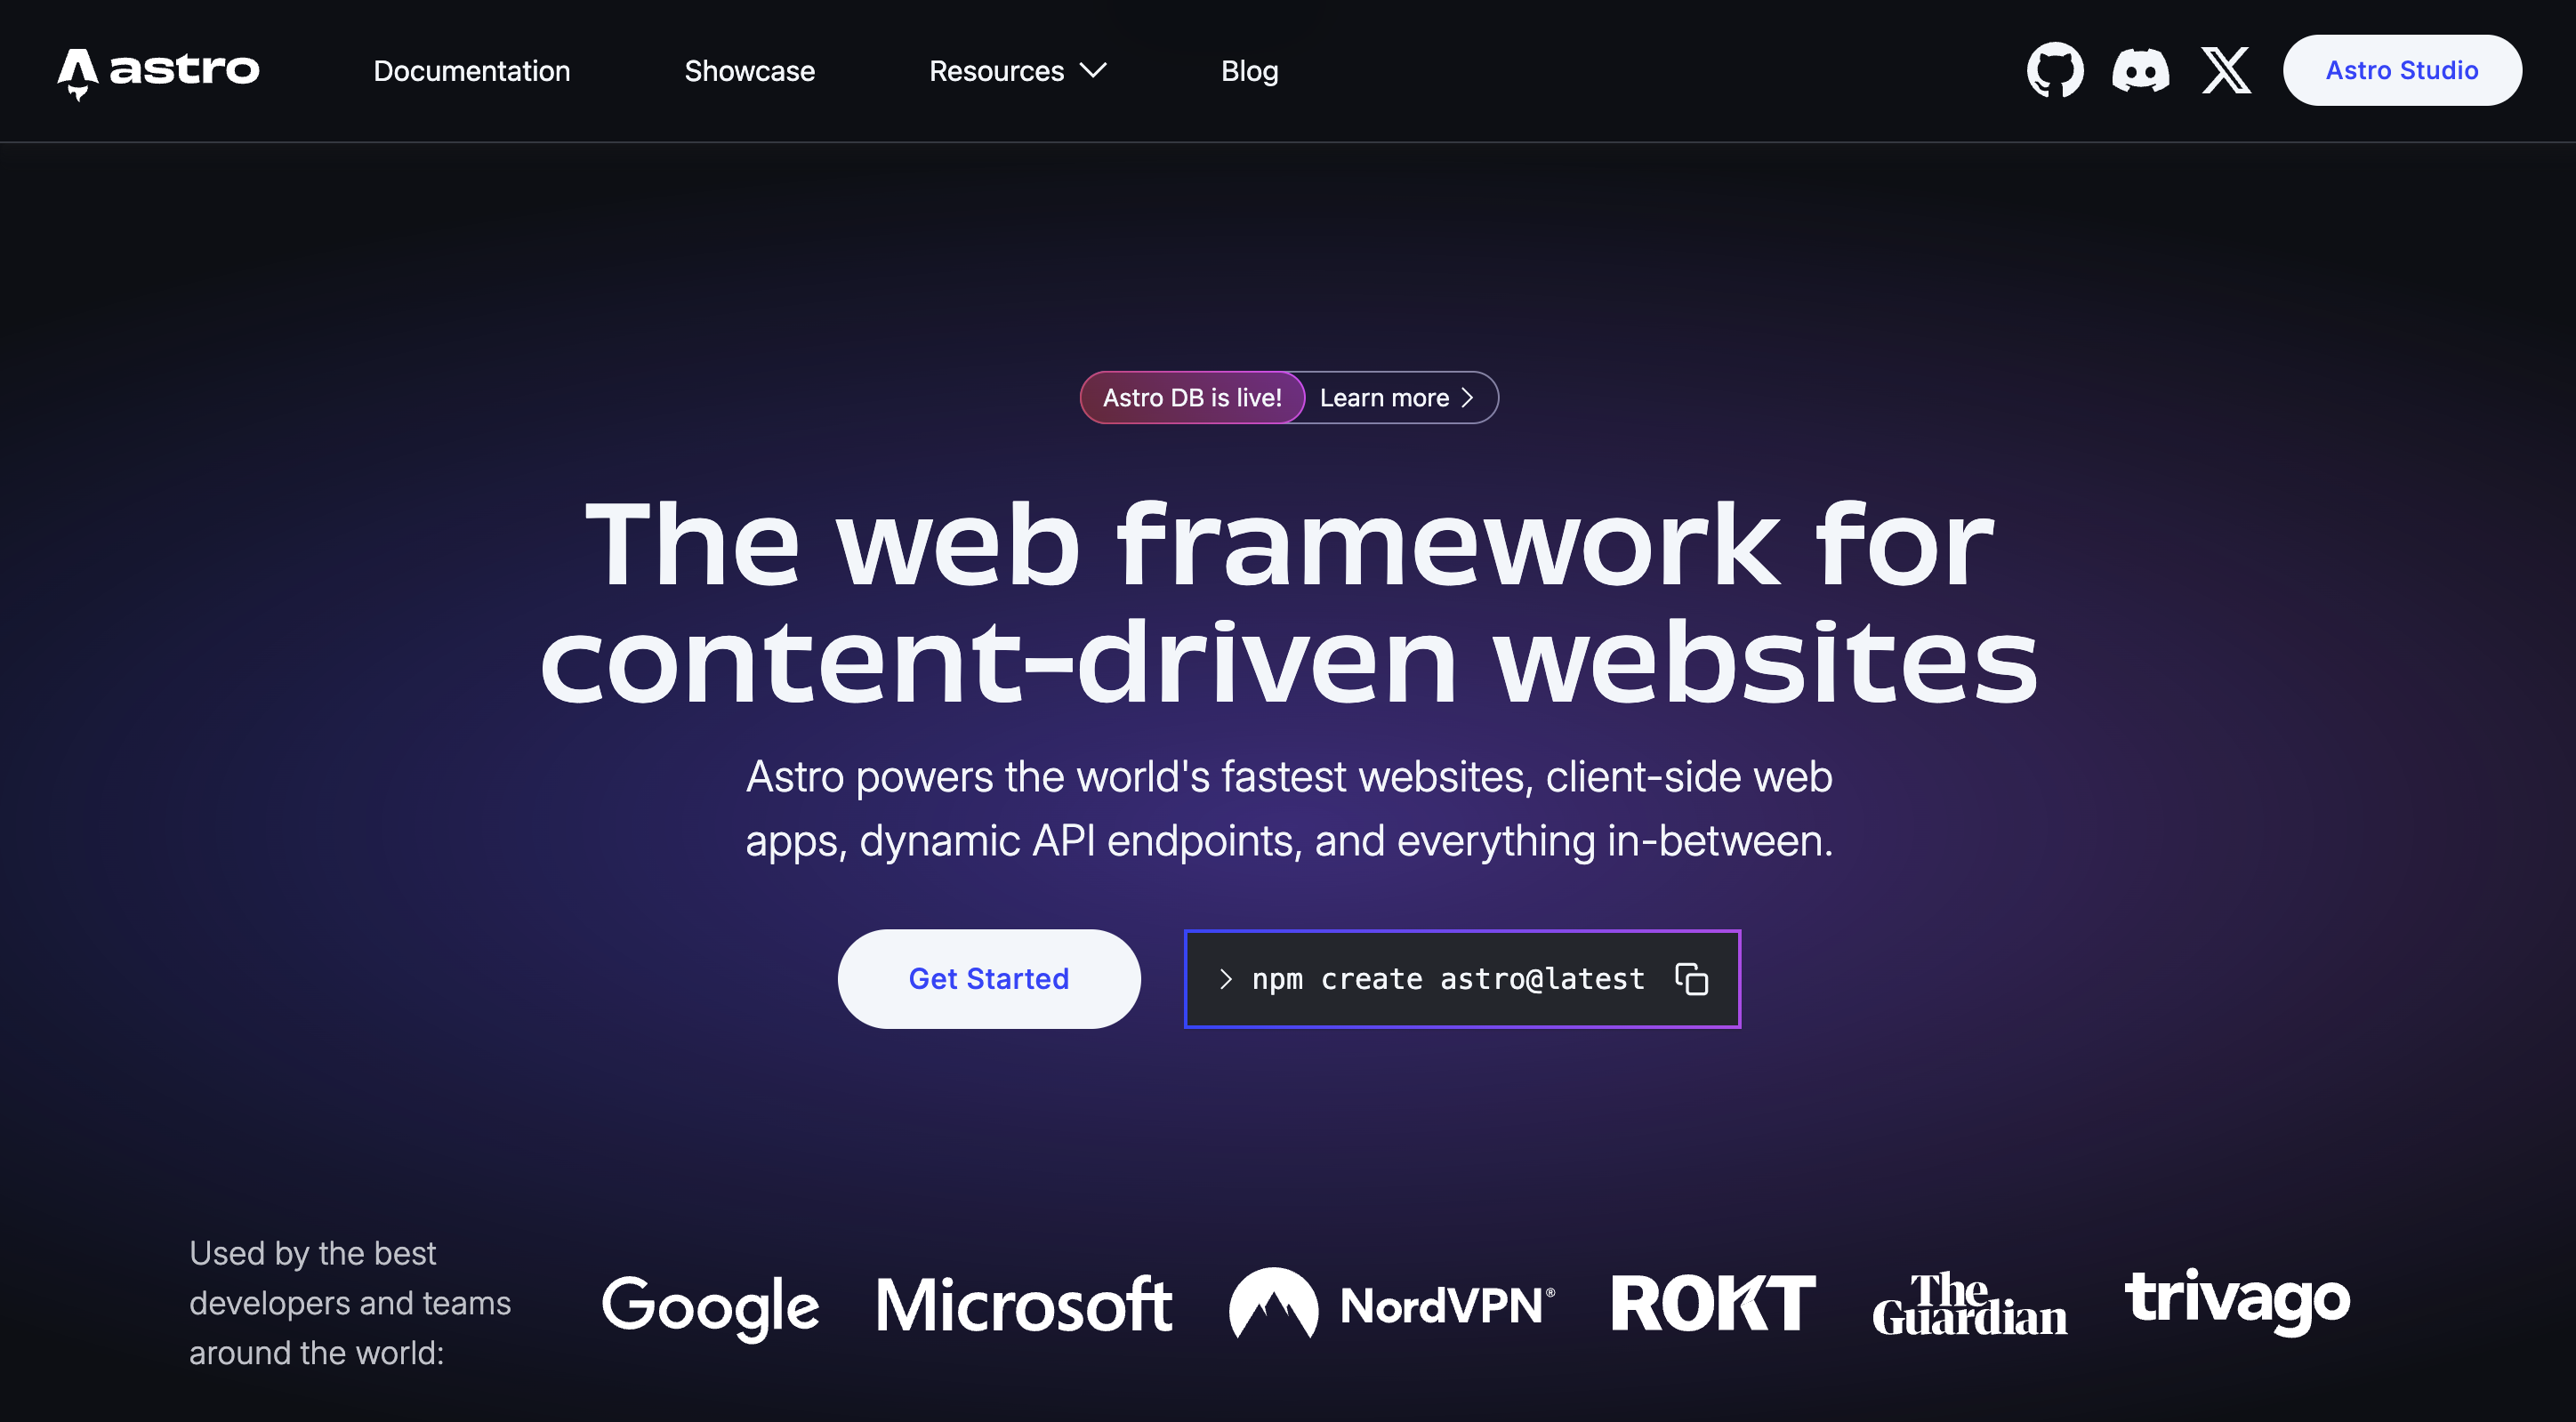 astro
Documentation
Showcase
Resources
Blog
Astro Studio
Astro DB is live!
Learn more
The web framework for
content-driven websites
Astro powers the world's fastest websites, client-side web
apps, dynamic API endpoints, and everything in-between.
Get Started
> npm create astro@latest
Used by the best
developers and teams
around the world:
Google
Microsoft
NordVPN®
ROKT
The
Guardian
trivago